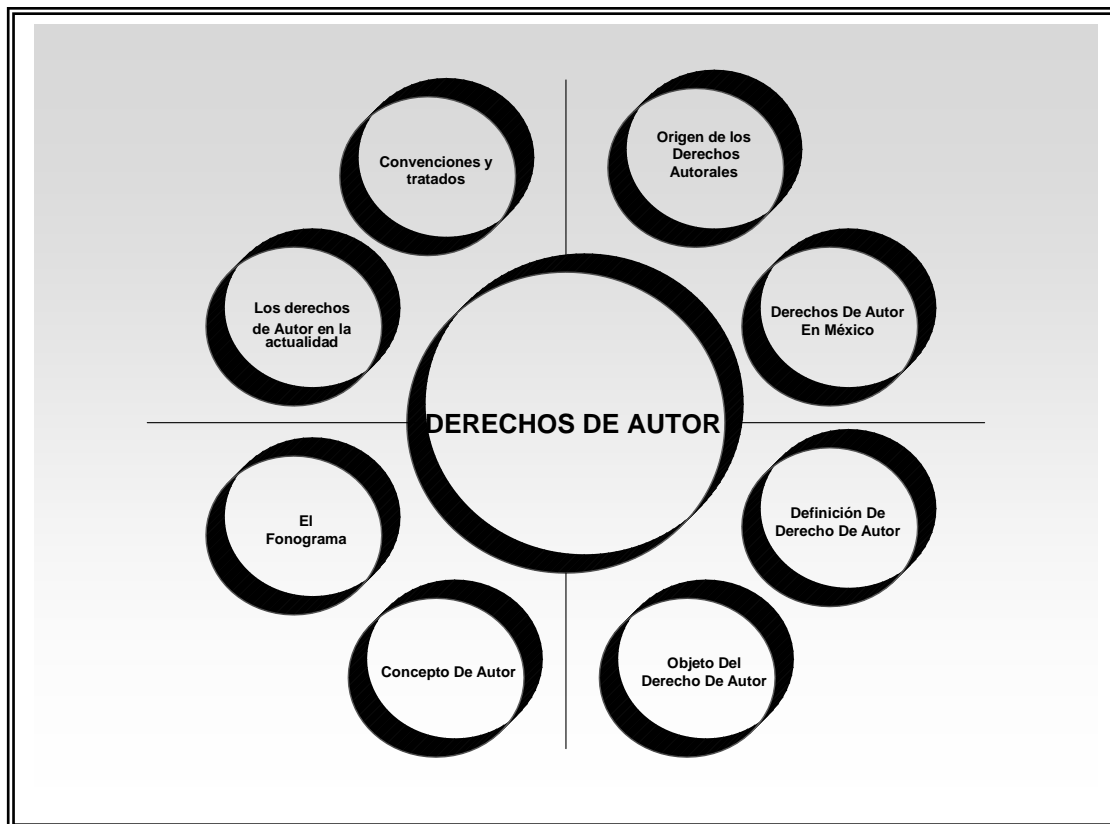 Convenciones y
tratados
Origen de los
Derechos
Autorales
Los derechos
de Autor en la
actualidad
Derechos De Autor
En México
DERECHOS DE AUTOR
El
Fonograma
Definición De
Derecho De Autor
Concepto De Autor
Objeto Del
Derecho De Autor